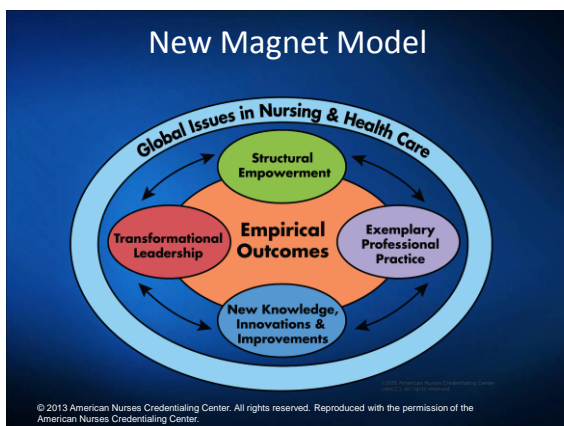 New Magnet Model
Global Issues in Nursing & Health Care
Structural
Empowerment
Transformational
Leadership
Empirical
Outcomes
Exemplary
Professional
Practice
New Knowledge,
Innovations &
Improvements
© 2013 American Nurses Credentialing Center. All rights reserved. Reproduced with the permission of the
American Nurses Credentialing Center.